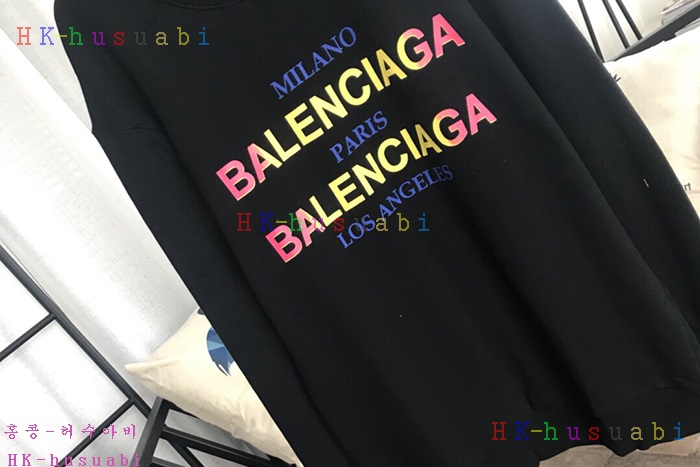 HK-husuabi
MILANO
BALENCIAGA
PARIS
BALENCIAGA
HK-husuabi
LOS ANGELES
홍콩-허수아비
HK-husuabi
HK-husuabi